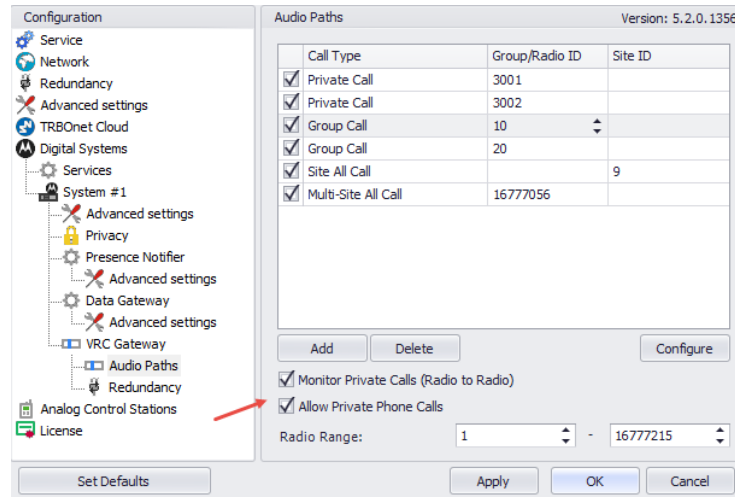 Configuration
Service
Network
Redundancy
Advanced settings
TRBOnet Cloud
Digital Systems
Services
System #1
Advanced settings
Privacy
Presence Notifier
Advanced settings
Data Gateway
Advanced settings
VRC Gateway
Audio Paths
Redundancy
Analog Control Stations
License
Set Defaults
Audio Paths Version: 5.2.0.1356
Call Type Group/Radio ID Site ID
Private Call 3001
Private Call 3002
Group Call 10
Group Call 20
Site All Call 9
Multi-Site All Call 16777056
Add Delete Configure
Monitor Private Calls (Radio to Radio)
Allow Private Phone Calls
Radio Range: 1 - 16777215
Apply OK Cancel